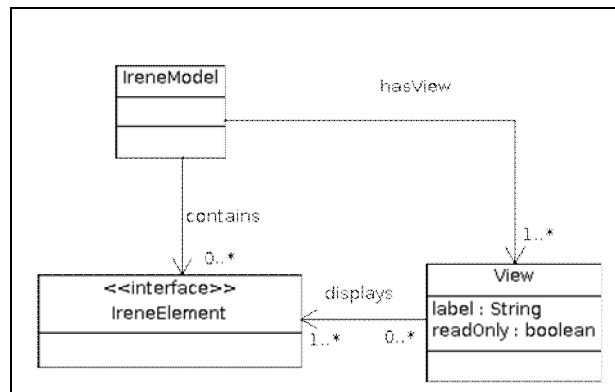 IreneModel
hasView
contains
0..*
1..*
<<interface>>
IreneElement
displays
1..*
0..*
View
label : String
readOnly : boolean